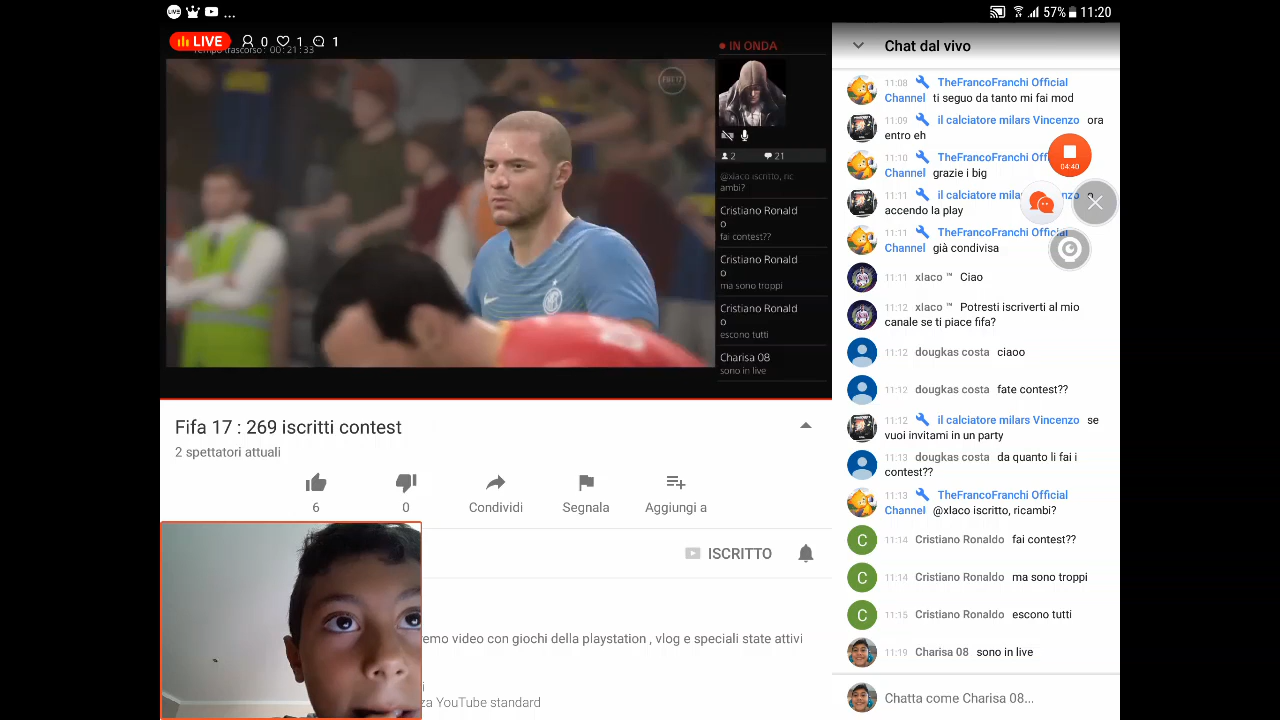 LIVE
...
57%
11:20
LIVE
0
1
1
Tempo trascorso : 00:21:33
IN ONDA
FIFA 17
2
21
@xlaco iscritto, ric
ambi?
Cristiano Ronald
o
fai contest??
Cristiano Ronald
o
ma sono troppi
Cristiano Ronald
o
escono tutti
Charisa 08
sono in live
Fifa 17 : 269 iscritti contest
2 spettatori attuali
6
0
Condividi
Segnala
Aggiungi a
ISCRITTO
emo video con giochi della playstation , vlog e speciali state attivi
i
za YouTube standard
Chat dal vivo
11:08 TheFrancoFranchi Official
Channel ti seguo da tanto mi fai mod
11:09 il calciatore milars Vincenzo ora
entro eh
11:10 TheFrancoFranchi Off
Channel grazie i big
04:40
11:11 il calciatore mila
accendo la play
11:11 TheFrancoFranchi Official
Channel già condivisa
11:11 xlaco ™ Ciao
11:12 xlaco ™ Potresti iscriverti al mio
canale se ti piace fifa?
11:12 dougkas costa ciaoo
11:12 dougkas costa fate contest??
11:12 il calciatore milars Vincenzo se
vuoi invitami in un party
11:13 dougkas costa da quanto li fai i
contest??
11:13 TheFrancoFranchi Official
Channel @xlaco iscritto, ricambi?
C
11:14 Cristiano Ronaldo fai contest??
C
11:14 Cristiano Ronaldo ma sono troppi
C
11:15 Cristiano Ronaldo escono tutti
11:19 Charisa 08 sono in live
Chatta come Charisa 08...